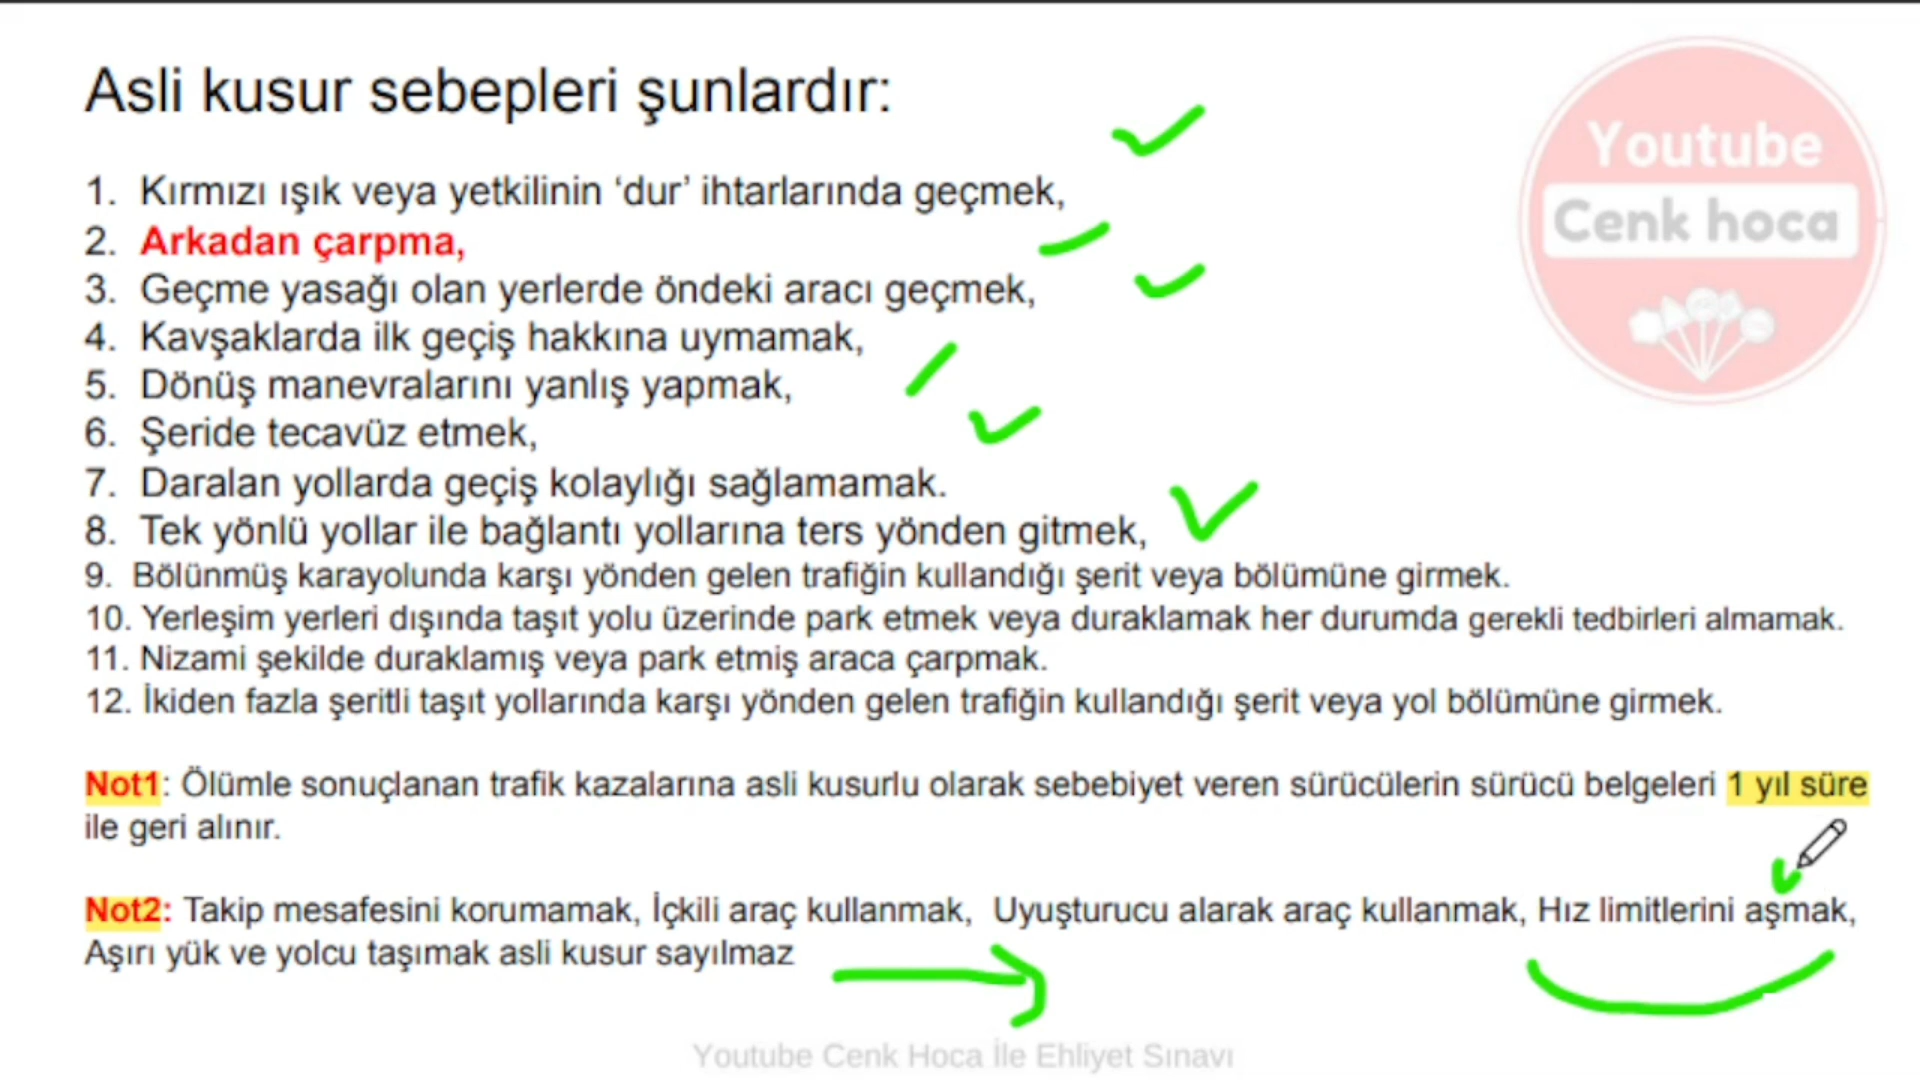 Asli kusur sebepleri şunlardır:
Youtube
Cenk hoca
1. Kırmızı ışık veya yetkilinin ‘dur’ ihtarlarında geçmek,
2. Arkadan çarpma,
3. Geçme yasağı olan yerlerde öndeki aracı geçmek,
4. Kavşaklarda ilk geçiş hakkına uymamak,
5. Dönüş manevralarını yanlış yapmak,
6. Şeride tecavüz etmek,
7. Daralan yollarda geçiş kolaylığı sağlamamak.
8. Tek yönlü yollar ile bağlantı yollarına ters yönden gitmek,
9. Bölünmüş karayolunda karşı yönden gelen trafiğin kullandığı şerit veya bölümüne girmek.
10. Yerleşim yerleri dışında taşıt yolu üzerinde park etmek veya duraklamak her durumda gerekli tedbirleri almamak.
11. Nizami şekilde duraklamış veya park etmiş araca çarpmak.
12. İkiden fazla şeritli taşıt yollarında karşı yönden gelen trafiğin kullandığı şerit veya yol bölümüne girmek.
Not1: Ölümle sonuçlanan trafik kazalarına asli kusurlu olarak sebebiyet veren sürücülerin sürücü belgeleri 1 yıl süre
ile geri alınır.
Not2: Takip mesafesini korumamak, İçkili araç kullanmak, Uyuşturucu alarak araç kullanmak, Hız limitlerini aşmak,
Aşırı yük ve yolcu taşımak asli kusur sayılmaz
Youtube Cenk Hoca İle Ehliyet Sınavı